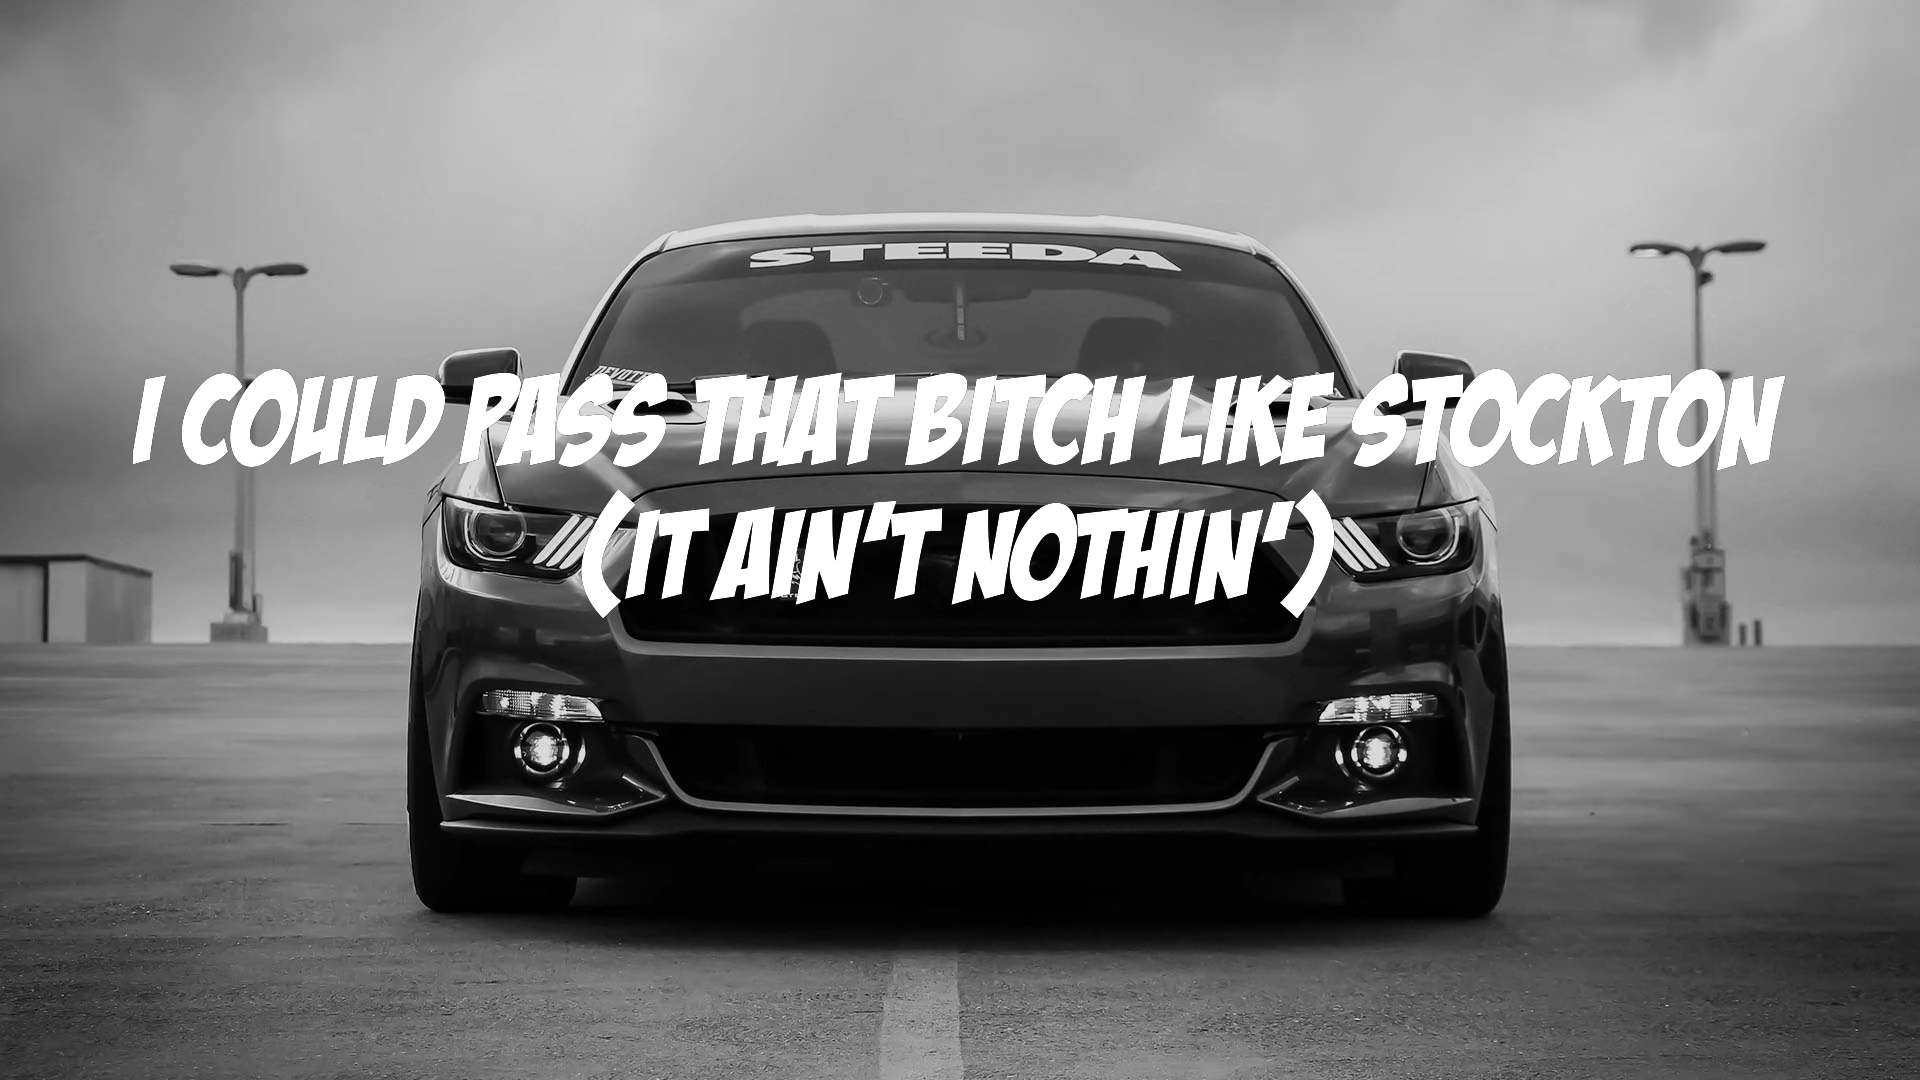 STEEDA
I COULD PASS THAT BITCH LIKE STOCKTON
(IT AIN'T NOTHIN')